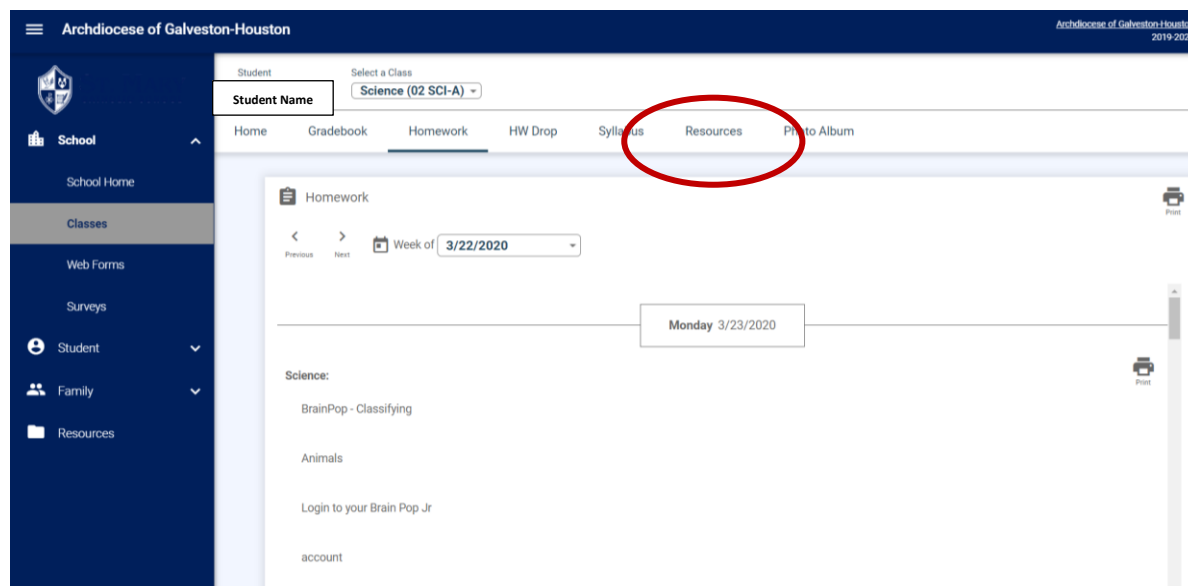 Archdiocese of Galveston-Houston
Archdiocese of Galveston-Housto
2019-202
Student
Select a Class
Student Name
Science (02 SCI-A)
Home Gradebook Homework HW Drop Syllabus Resources Photo Album
School
School Home
Classes
Web Forms
Surveys
Student
Family
Resources
Homework
Print
Previous
Next
Week of 3/22/2020
Monday 3/23/2020
Science:
Print
BrainPop - Classifying
Animals
Login to your Brain Pop Jr
account